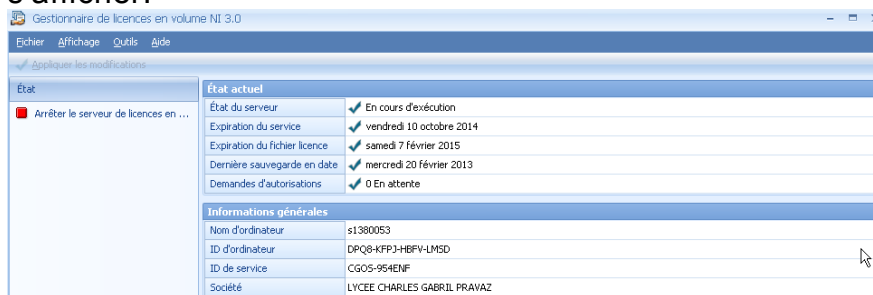 s'afficher.
Gestionnaire de licences en volume NI 3.0
Fichier Affichage Outils Aide
Appliquer les modifications
État
Arrêter le serveur de licences en ...
État actuel
État du serveur En cours d'exécution
Expiration du service vendredi 10 octobre 2014
Expiration du fichier licence samedi 7 février 2015
Dernière sauvegarde en date mercredi 20 février 2013
Demandes d'autorisations 0 En attente
Informations générales
Nom d'ordinateur s1380053
ID d'ordinateur DPQ8-KFPJ-HBFV-LMSD
ID de service CGOS-954ENF
Société LYCEE CHARLES GABRIL PRAVAZ